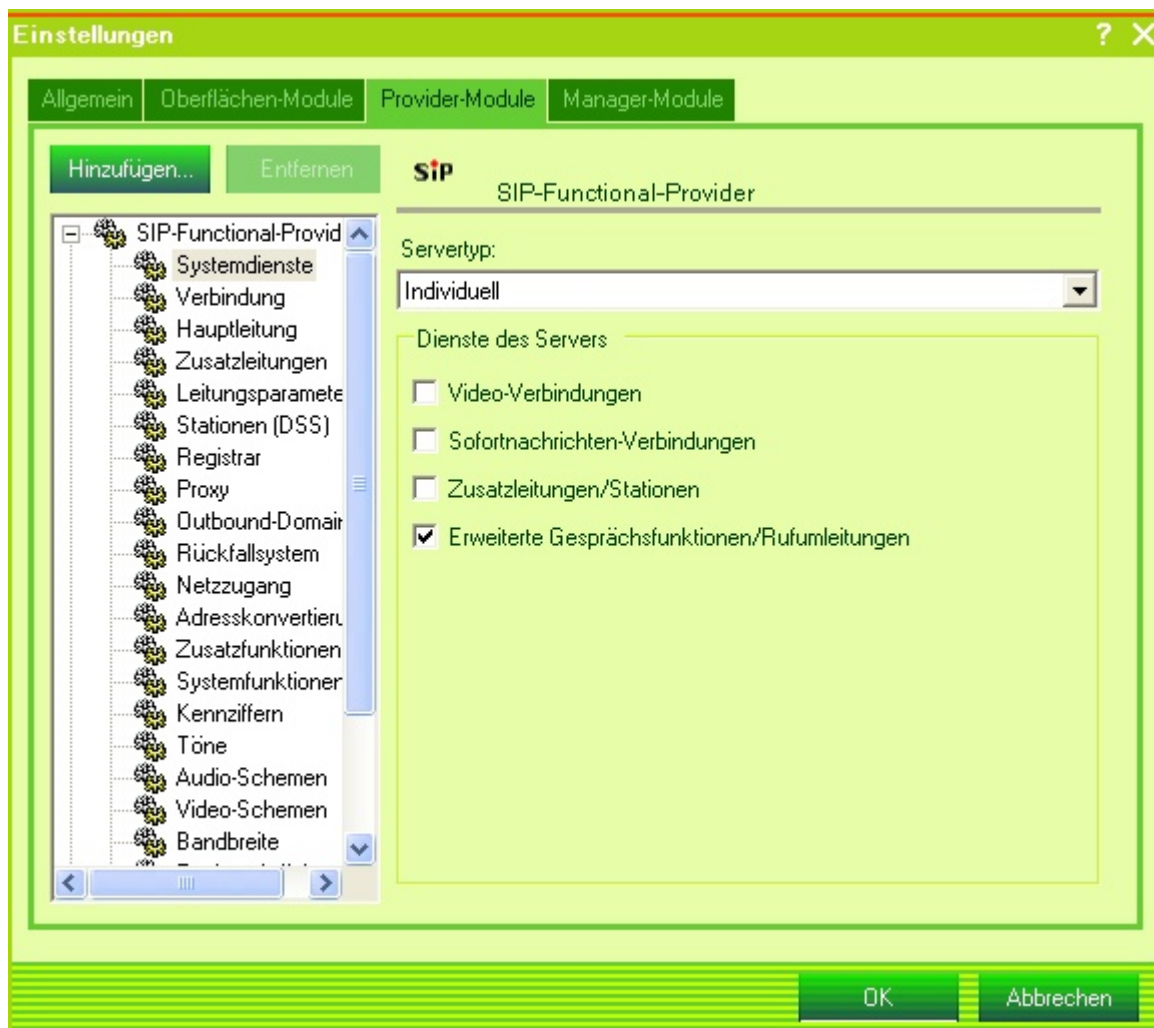 Einstellungen
? X
Allgemein Oberflächen-Module Provider-Module Manager-Module
Hinzufügen... Entfernen
SIP
SIP-Functional-Provider
SIP-Functional-Provid
Systemdienste
Verbindung
Hauptleitung
Zusatzleitungen
Leitungsparamete
Stationen (DSS)
Registrar
Proxy
Outbound-Domain
Rückfallsystem
Netzzugang
Adresskonvertieru
Zusatzfunktionen
Systemfunktionen
Kennziffern
Töne
Audio-Schemen
Video-Schemen
Bandbreite
Servertyp:
Individuell
Dienste des Servers
Video-Verbindungen
Sofortnachrichten-Verbindungen
Zusatzleitungen/Stationen
Erweiterte Gesprächsfunktionen/Rufumleitungen
OK Abbrechen